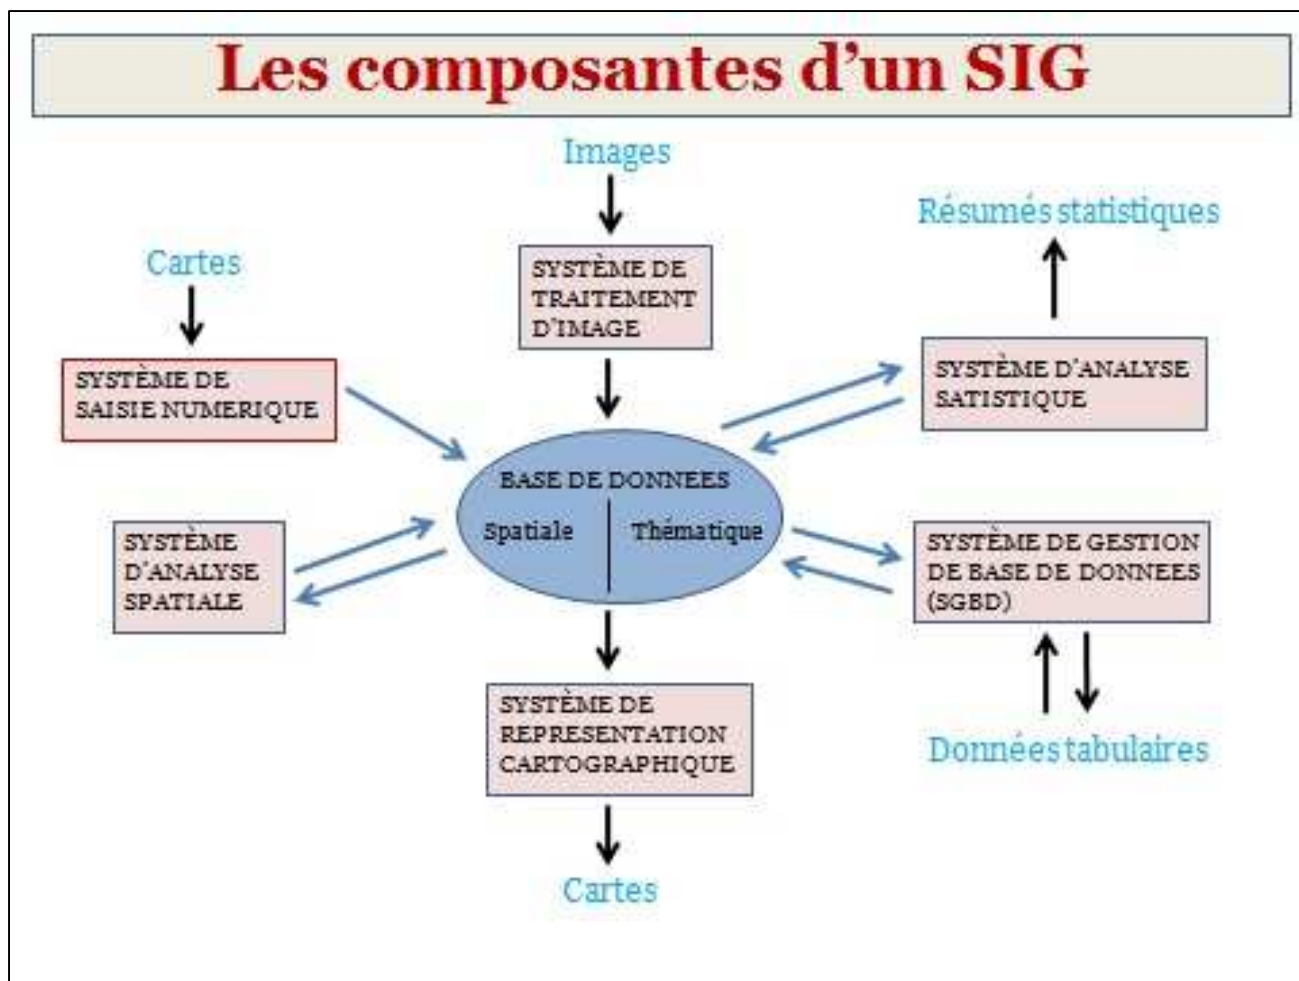 Les composantes d'un SIG
Images
Résumés statistiques
Cartes
SYSTÈME DE
TRAITEMENT
D'IMAGE
SYSTÈME DE
SAISIE NUMERIQUE
SYSTÈME D'ANALYSE
SATISTIQUE
BASE DE DONNEES
Spatiale
Thématique
SYSTÈME
D'ANALYSE
SPATIALE
SYSTÈME DE GESTION
DE BASE DE DONNEES
(SGBD)
SYSTÈME DE
REPRESENTATION
CARTOGRAPHIQUE
Données tabulaires
Cartes